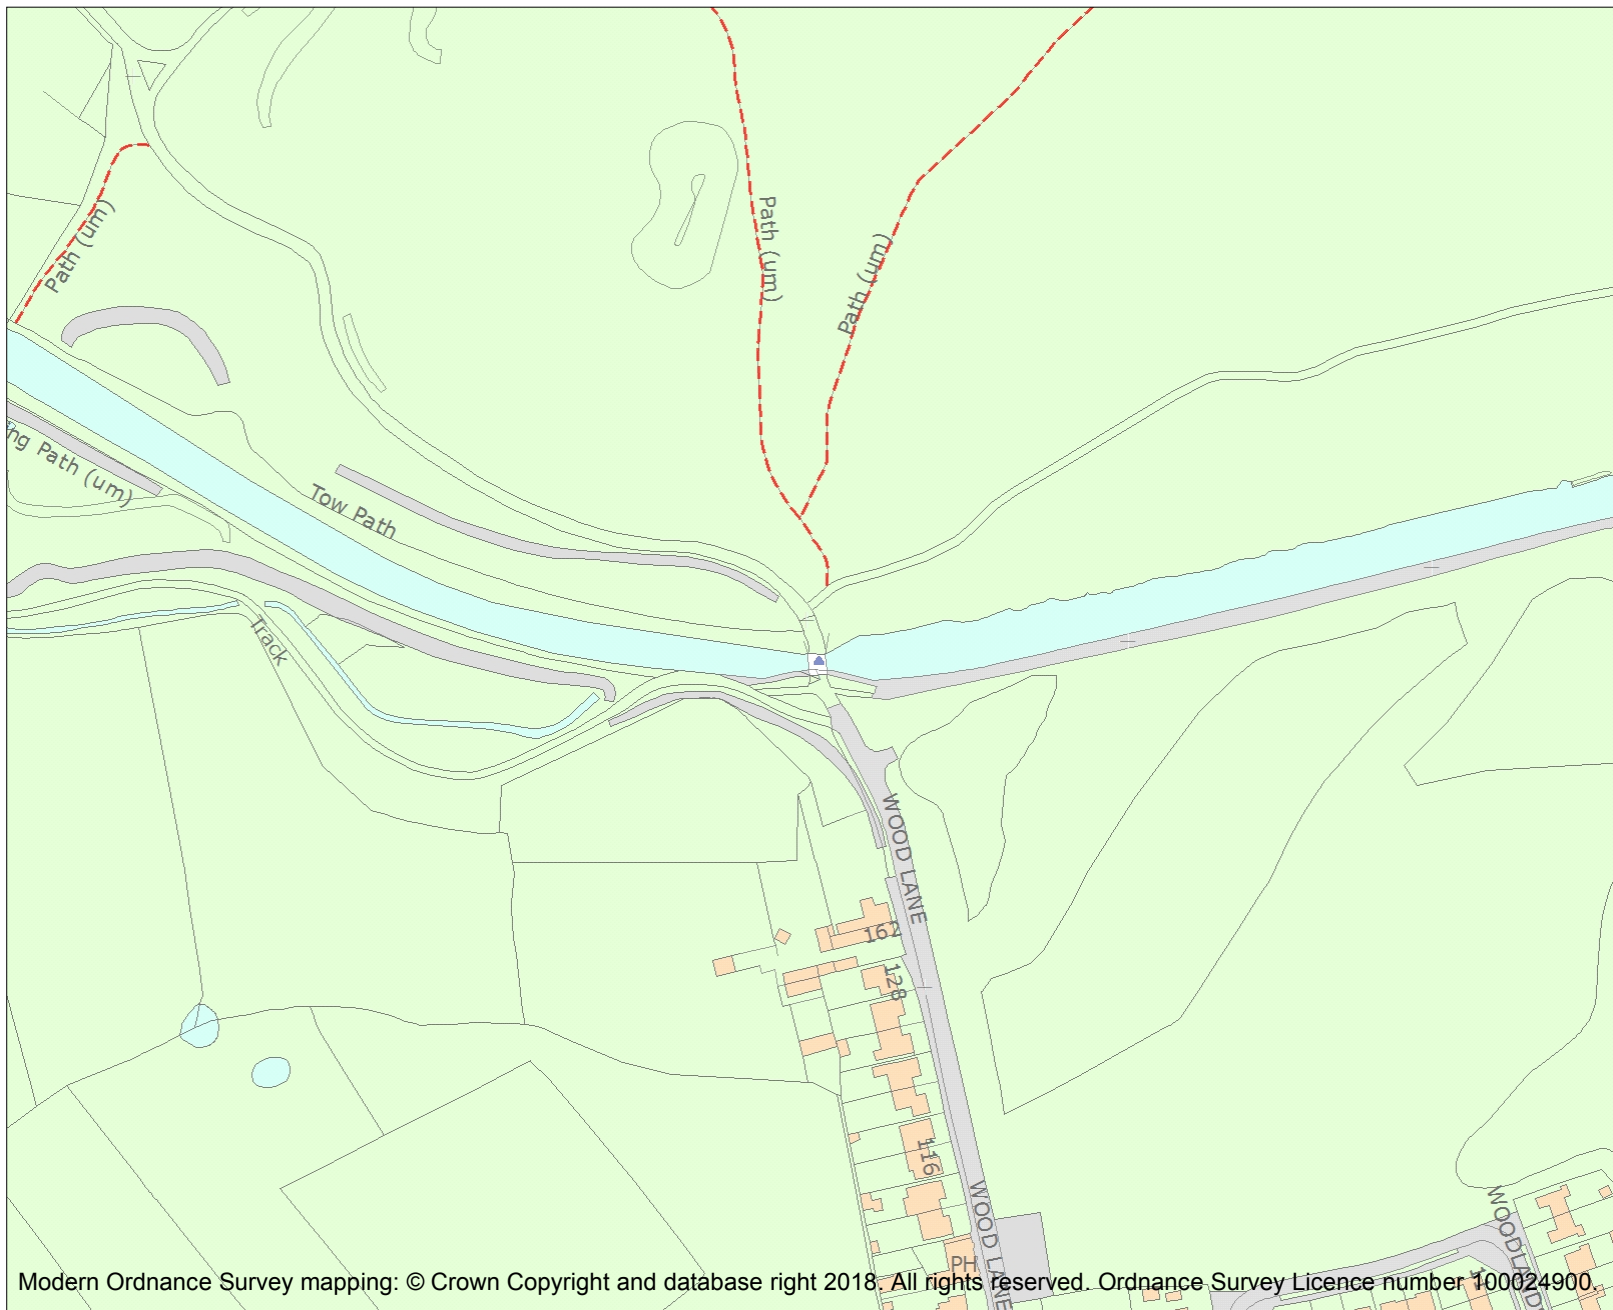 Path (um)
Path (um)
Path (um)
ng Path (um)
Tow Path
Track
WOOD LANE
162
128
116
WOOD LANE
WOODLAND
PH
Modern Ordnance Survey mapping: © Crown Copyright and database right 2018. All rights reserved. Ordnance Survey Licence number 100024900.